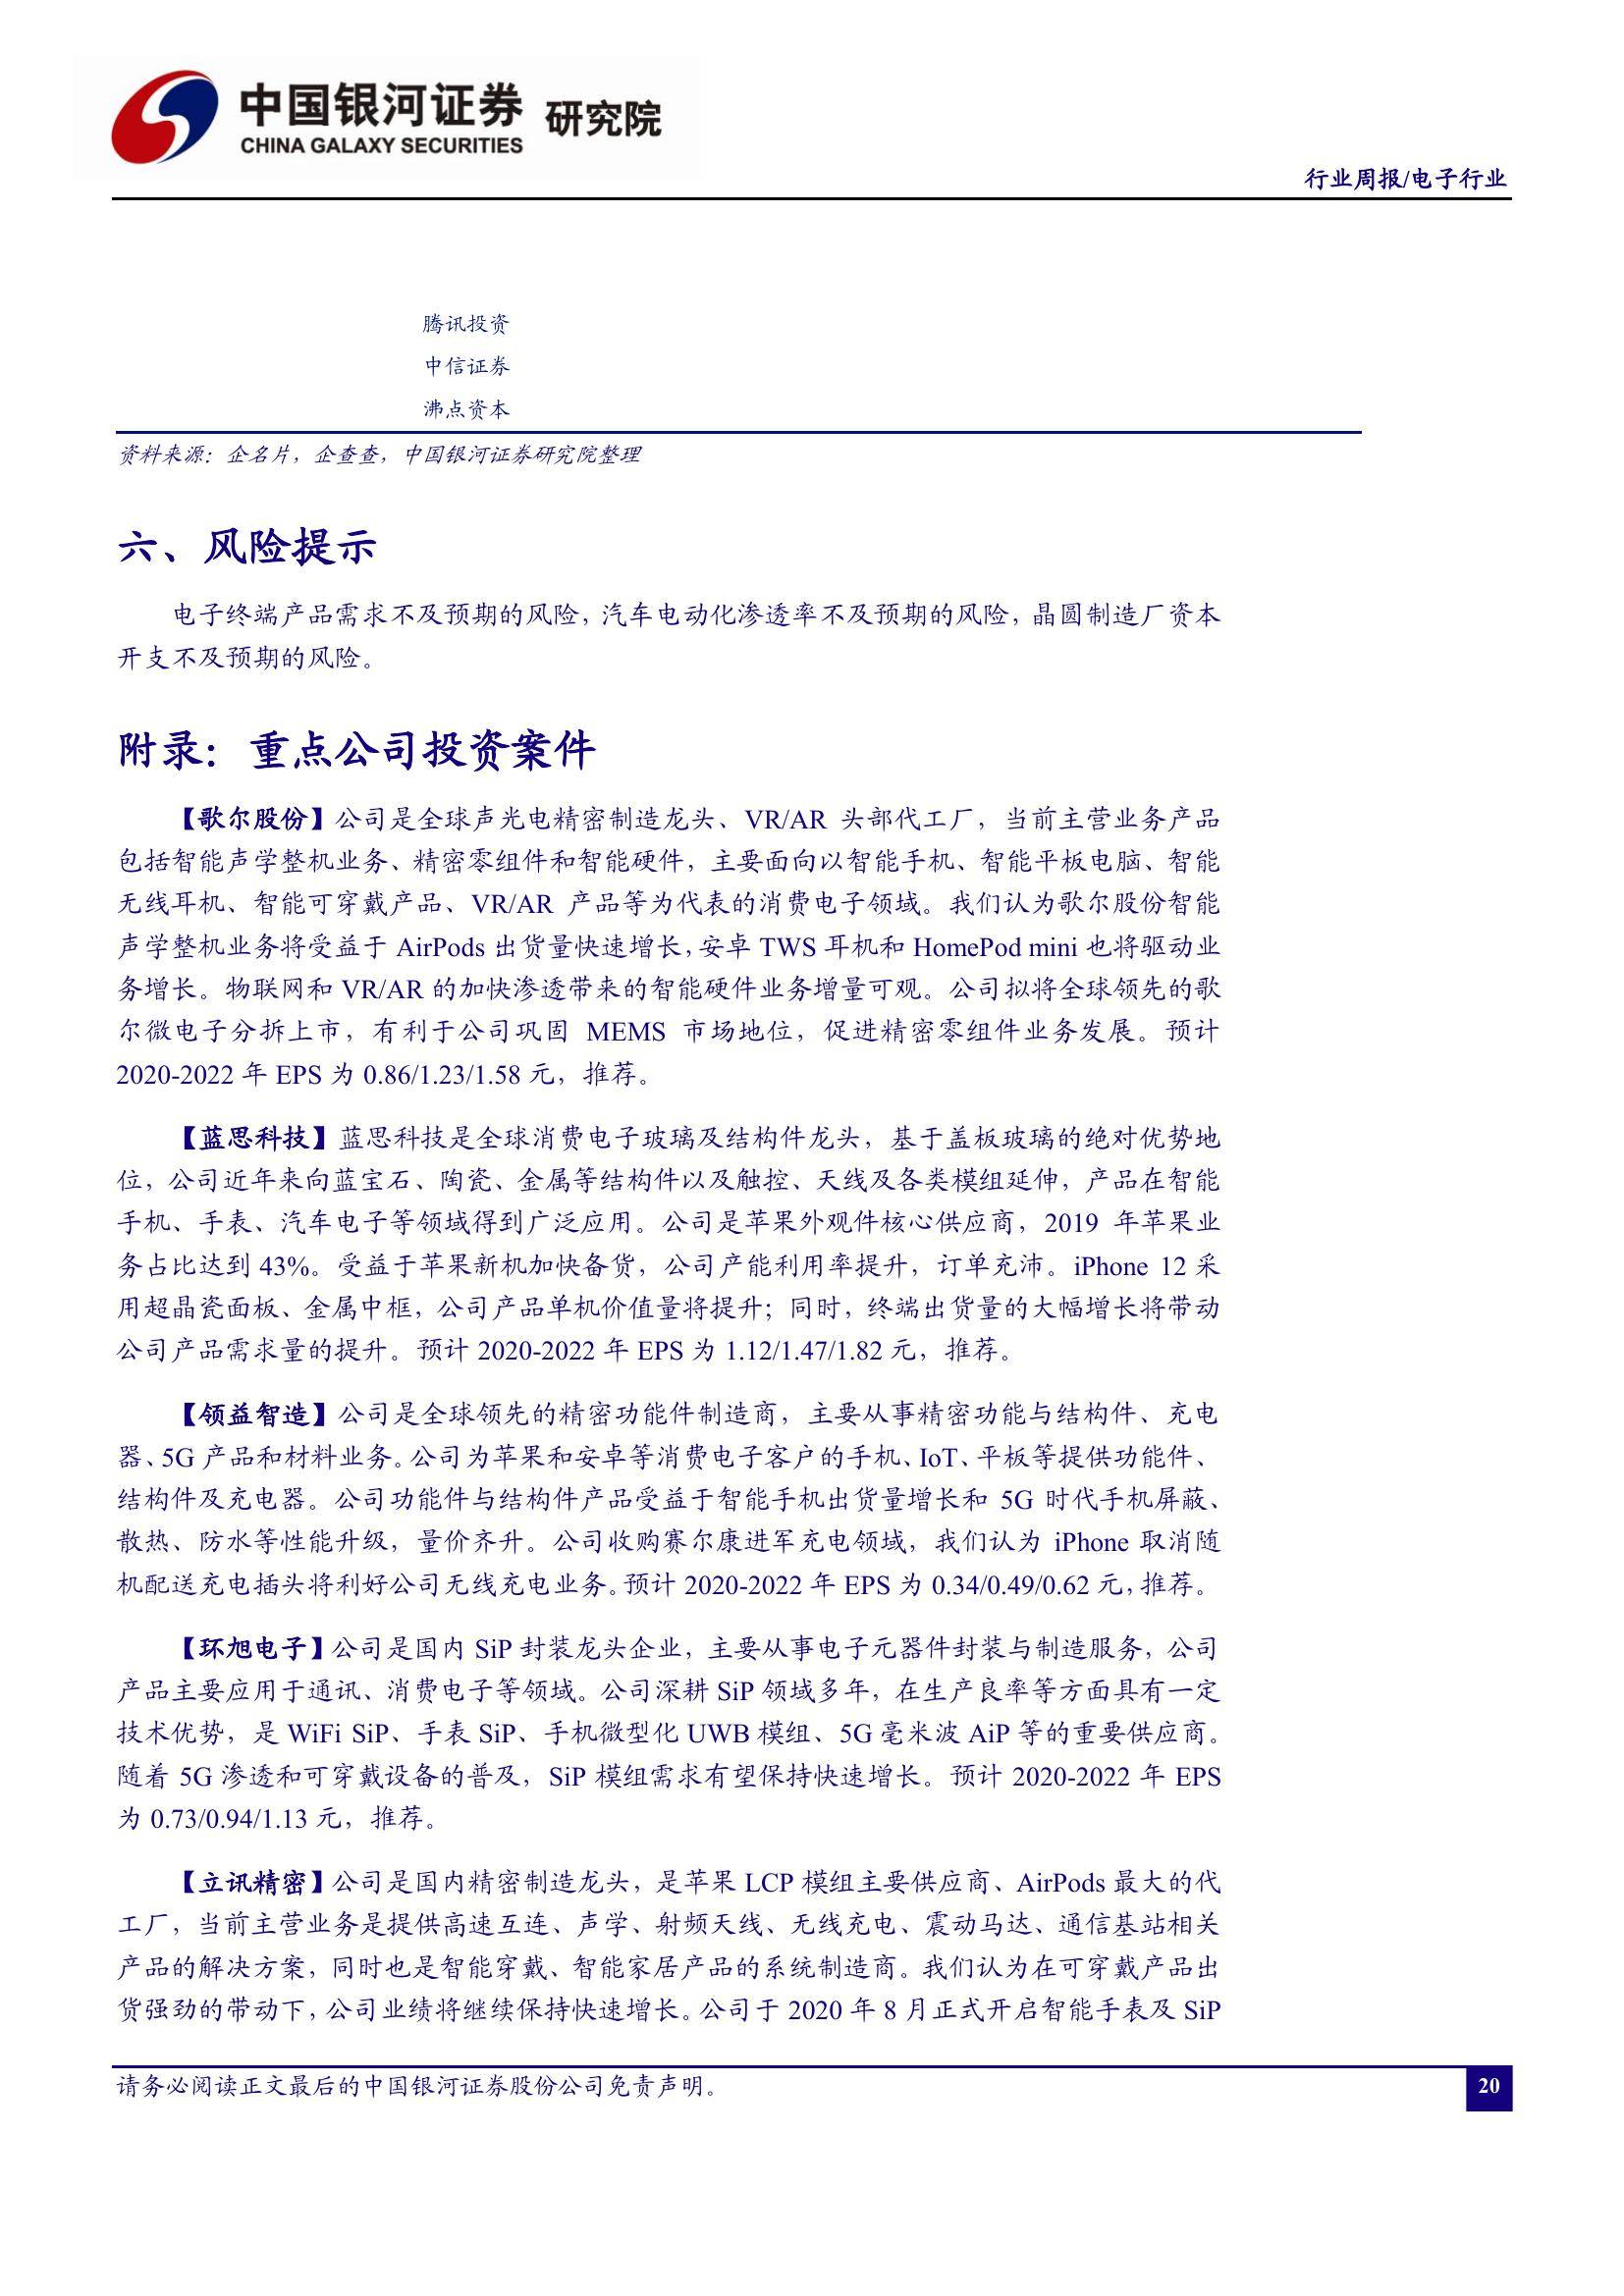 中国银河证券 研究院
CHINA GALAXY SECURITIES
行业周报/电子行业
腾讯投资
中信证券
沸点资本
资料来源：企名片，企查查，中国银河证券研究院整理
六、风险提示
电子终端产品需求不及预期的风险，汽车电动化渗透率不及预期的风险，晶圆制造厂资本
开支不及预期的风险。
附录：重点公司投资案件
【歌尔股份】公司是全球声光电精密制造龙头、VR/AR 头部代工厂，当前主营业务产品
包括智能声学整机业务、精密零组件和智能硬件，主要面向以智能手机、智能平板电脑、智能
无线耳机、智能可穿戴产品、VR/AR 产品等为代表的消费电子领域。我们认为歌尔股份智能
声学整机业务将受益于 AirPods 出货量快速增长，安卓 TWS 耳机和 HomePod mini 也将驱动业
务增长。物联网和 VR/AR 的加快渗透带来的智能硬件业务增量可观。公司拟将全球领先的歌
尔微电子分拆上市，有利于公司巩固 MEMS 市场地位，促进精密零组件业务发展。预计
2020-2022 年 EPS 为 0.86/1.23/1.58 元，推荐。
【蓝思科技】蓝思科技是全球消费电子玻璃及结构件龙头，基于盖板玻璃的绝对优势地
位，公司近年来向蓝宝石、陶瓷、金属等结构件以及触控、天线及各类模组延伸，产品在智能
手机、手表、汽车电子等领域得到广泛应用。公司是苹果外观件核心供应商，2019 年苹果业
务占比达到 43%。受益于苹果新机加快备货，公司产能利用率提升，订单充沛。iPhone 12 采
用超晶瓷面板、金属中框，公司产品单机价值量将提升；同时，终端出货量的大幅增长将带动
公司产品需求量的提升。预计 2020-2022 年 EPS 为 1.12/1.47/1.82 元，推荐。
【领益智造】公司是全球领先的精密功能件制造商，主要从事精密功能与结构件、充电
器、5G 产品和材料业务。公司为苹果和安卓等消费电子客户的手机、IoT、平板等提供功能件、
结构件及充电器。公司功能件与结构件产品受益于智能手机出货量增长和 5G 时代手机屏蔽、
散热、防水等性能升级，量价齐升。公司收购赛尔康进军充电领域，我们认为 iPhone 取消随
机配送充电插头将利好公司无线充电业务。预计 2020-2022 年 EPS 为 0.34/0.49/0.62 元，推荐。
【环旭电子】公司是国内 SiP 封装龙头企业，主要从事电子元器件封装与制造服务，公司
产品主要应用于通讯、消费电子等领域。公司深耕 SiP 领域多年，在生产良率等方面具有一定
技术优势，是 WiFi SiP、手表 SiP、手机微型化 UWB 模组、5G 毫米波 AiP 等的重要供应商。
随着 5G 渗透和可穿戴设备的普及，SiP 模组需求有望保持快速增长。预计 2020-2022 年 EPS
为 0.73/0.94/1.13 元，推荐。
【立讯精密】公司是国内精密制造龙头，是苹果 LCP 模组主要供应商、AirPods 最大的代
工厂，当前主营业务是提供高速互连、声学、射频天线、无线充电、震动马达、通信基站相关
产品的解决方案，同时也是智能穿戴、智能家居产品的系统制造商。我们认为在可穿戴产品出
货强劲的带动下，公司业绩将继续保持快速增长。公司于 2020 年 8 月正式开启智能手表及 SiP
请务必阅读正文最后的中国银河证券股份公司免责声明。
20